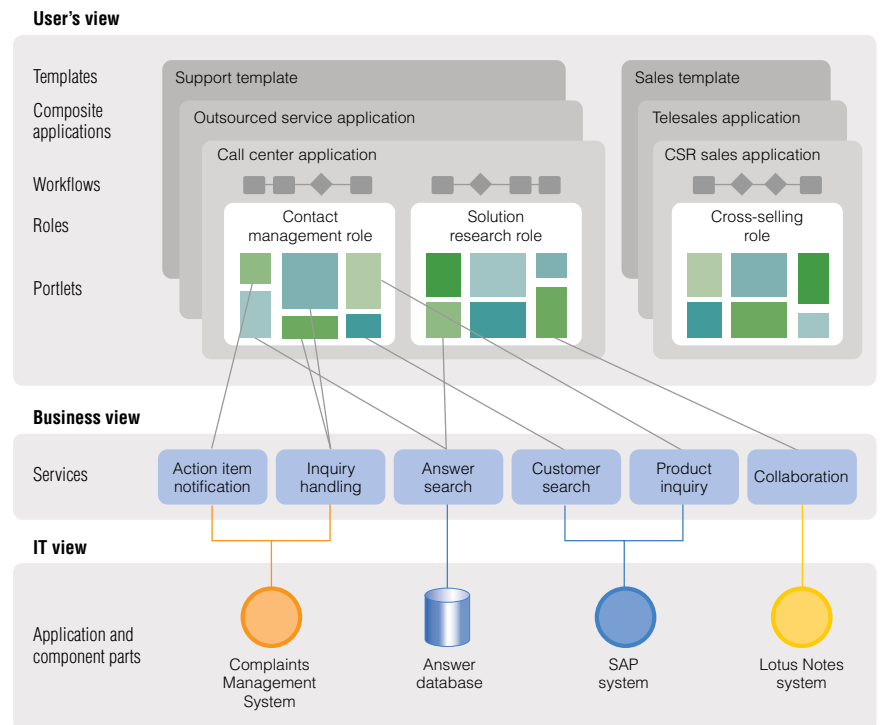 User's view
Templates
Support template
Sales template
Composite
applications
Outsourced service application
Telesales application
Call center application
CSR sales application
Workflows
Roles
Contact
management role
Solution
research role
Cross-selling
role
Portlets
Business view
Services
Action item
notification
Inquiry
handling
Answer
search
Customer
search
Product
inquiry
Collaboration
IT view
Application and
component parts
Complaints
Management
System
Answer
database
SAP
system
Lotus Notes
system